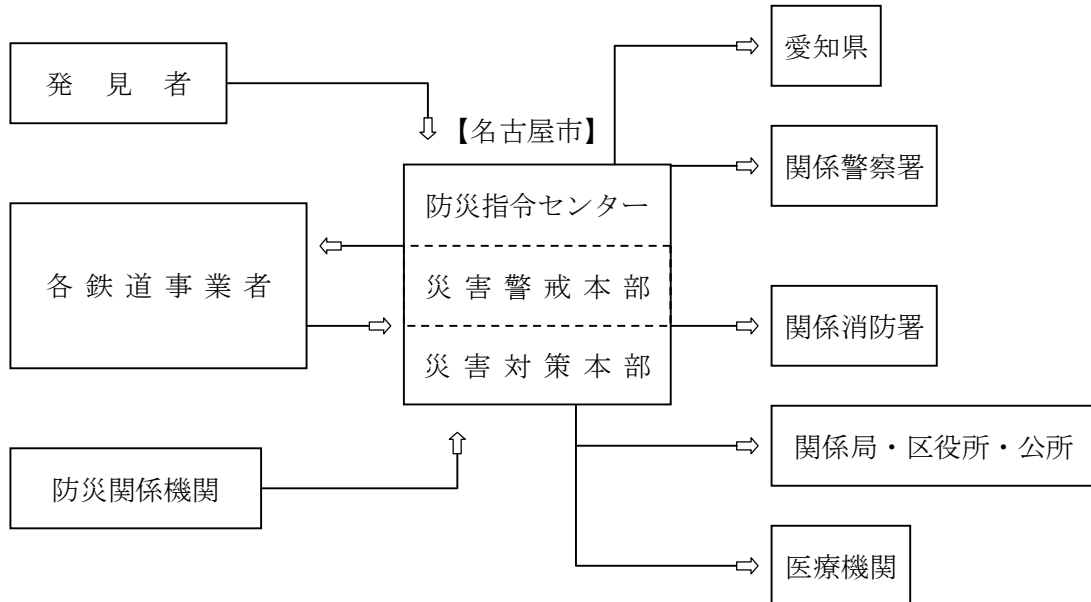 発見者
各鉄道事業者
防災関係機関
【名古屋市】
防災指令センター
災害警戒本部
災害対策本部
愛知県
関係警察署
関係消防署
関係局・区役所・公所
医療機関